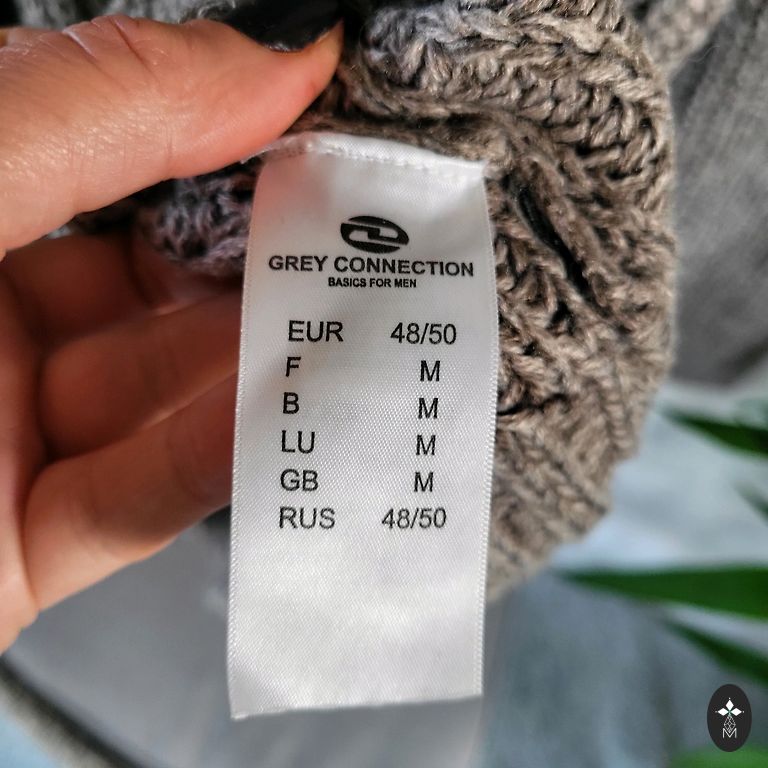 GREY CONNECTION
BASICS FOR MEN
EUR 48/50
F M
B M
LU M
GB M
RUS 48/50
M